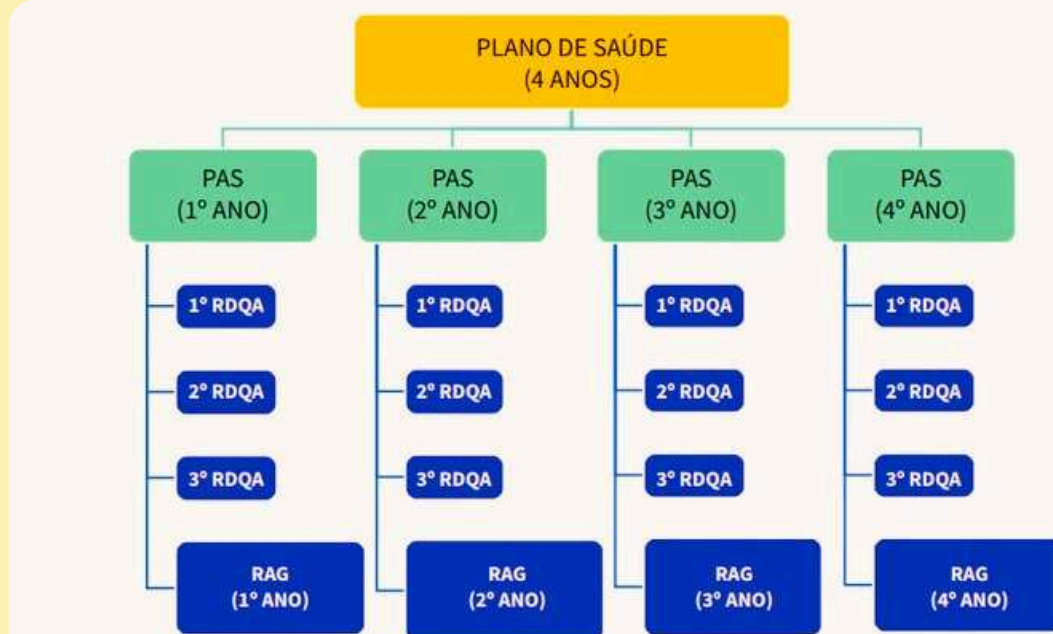 PLANO DE SAÚDE
(4 ANOS)
PAS
(1º ANO)
PAS
(2º ANO)
PAS
(3º ANO)
PAS
(4º ANO)
1º RDQA
1º RDQA
1º RDQA
1º RDQA
2º RDQA
2º RDQA
2º RDQA
2º RDQA
3º RDQA
3º RDQA
3º RDQA
3º RDQA
RAG
(1º ANO)
RAG
(2º ANO)
RAG
(3º ANO)
RAG
(4º ANO)